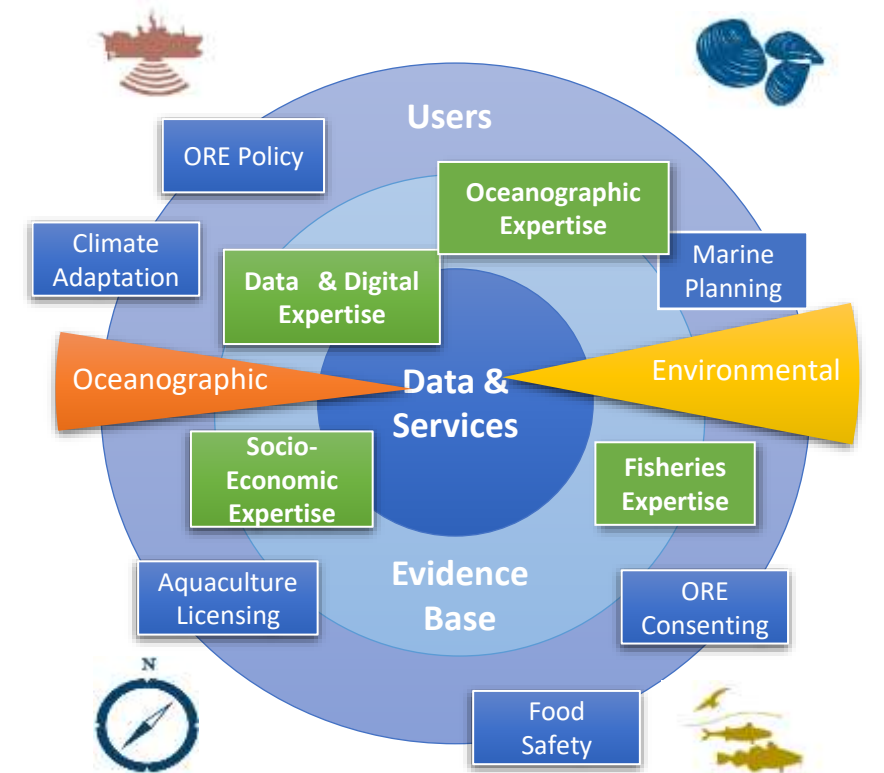 Users
ORE Policy
Oceanographic
Expertise
Climate
Adaptation
Data & Digital
Expertise
Marine
Planning
Oceanographic
Data &
Services
Environmental
Socio-
Economic
Expertise
Fisheries
Expertise
Evidence
Base
Aquaculture
Licensing
ORE
Consenting
N
Food
Safety